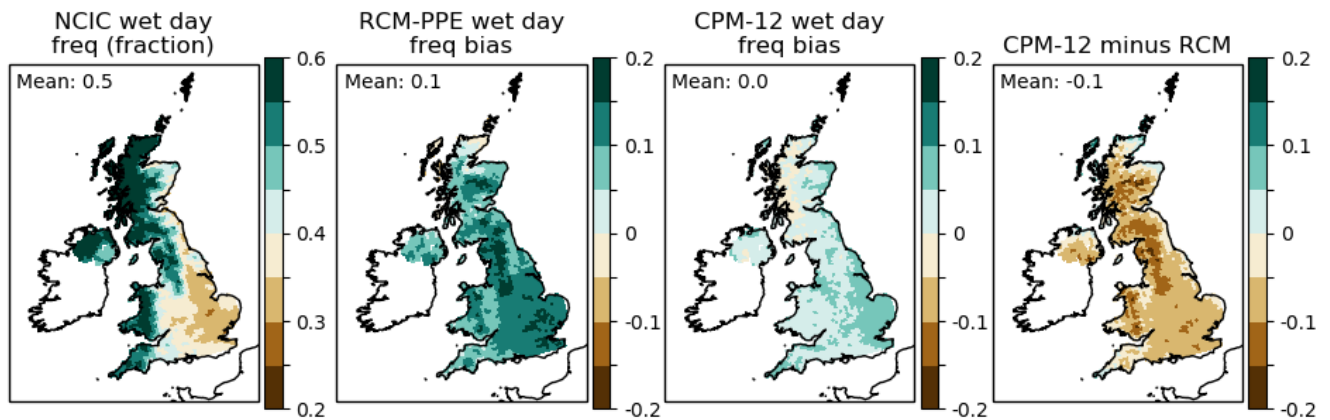 NCIC wet day
freq (fraction)
Mean: 0.5
0.6
0.5
0.4
0.3
0.2
RCM-PPE wet day
freq bias
Mean: 0.1
0.2
0.1
0
-0.1
-0.2
CPM-12 wet day
freq bias
Mean: 0.0
0.2
0.1
0
-0.1
-0.2
CPM-12 minus RCM
Mean: -0.1
0.2
0.1
0
-0.1
-0.2